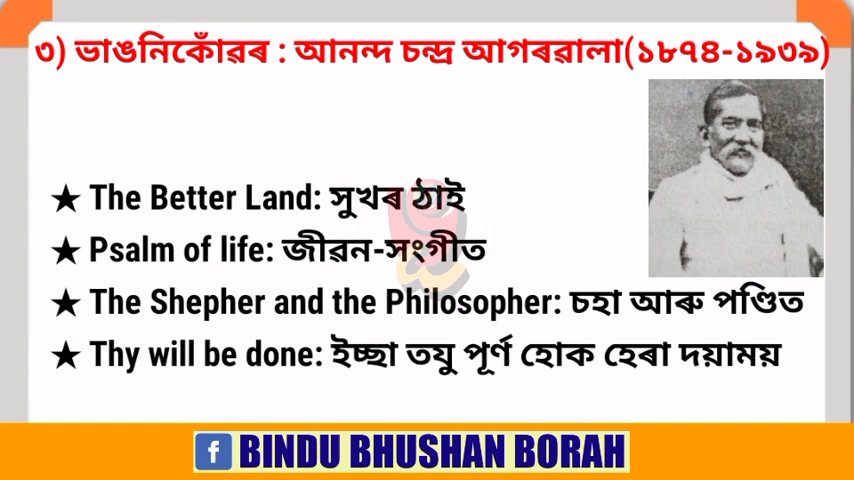 ৩) ভাঙনিকোঁৱৰ : আনন্দ চন্দ্ৰ আগৰৱালা(১৮৭৪-১৯৩৯)
★ The Better Land: সুখৰ ঠাই
★ Psalm of life: জীৱন-সংগীত
★ The Shepher and the Philosopher: চহা আৰু পণ্ডিত
★ Thy will be done: ইচ্ছা তযু পূৰ্ণ হোক হেৰা দয়াময়
f BINDU BHUSHAN BORAH